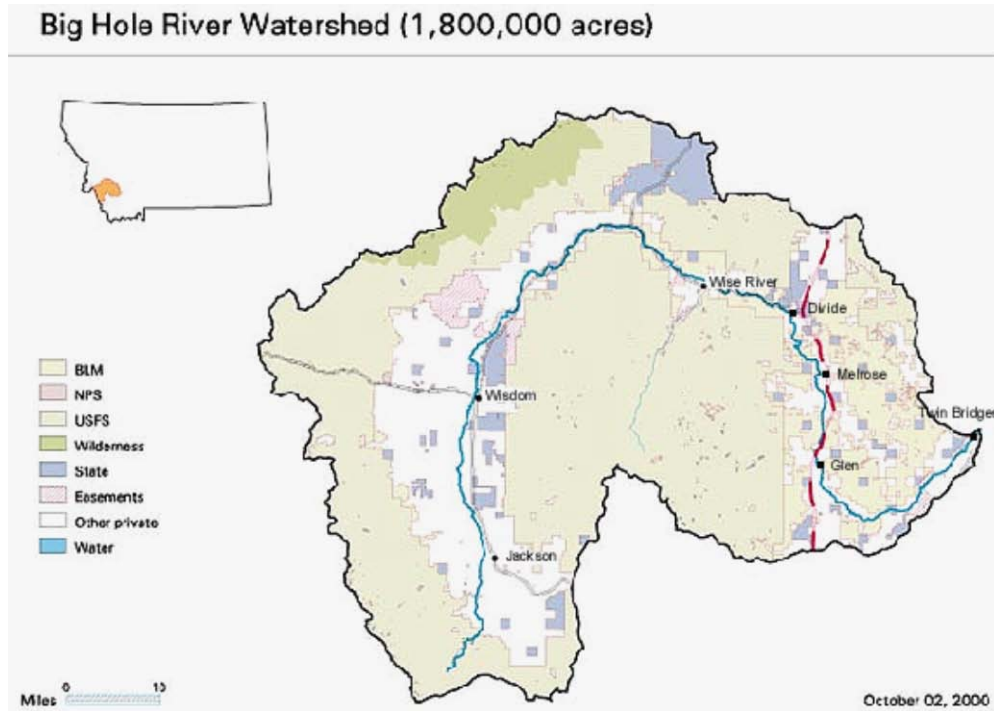 Big Hole River Watershed (1,800,000 acres)
Wise River
Divide
Melrose
Wisdom
Twin Bridges
Glen
Jackson
BLM
NPS
USFS
Wilderness
State
Easements
Other private
Water
Miles 0 10
October 02, 2000